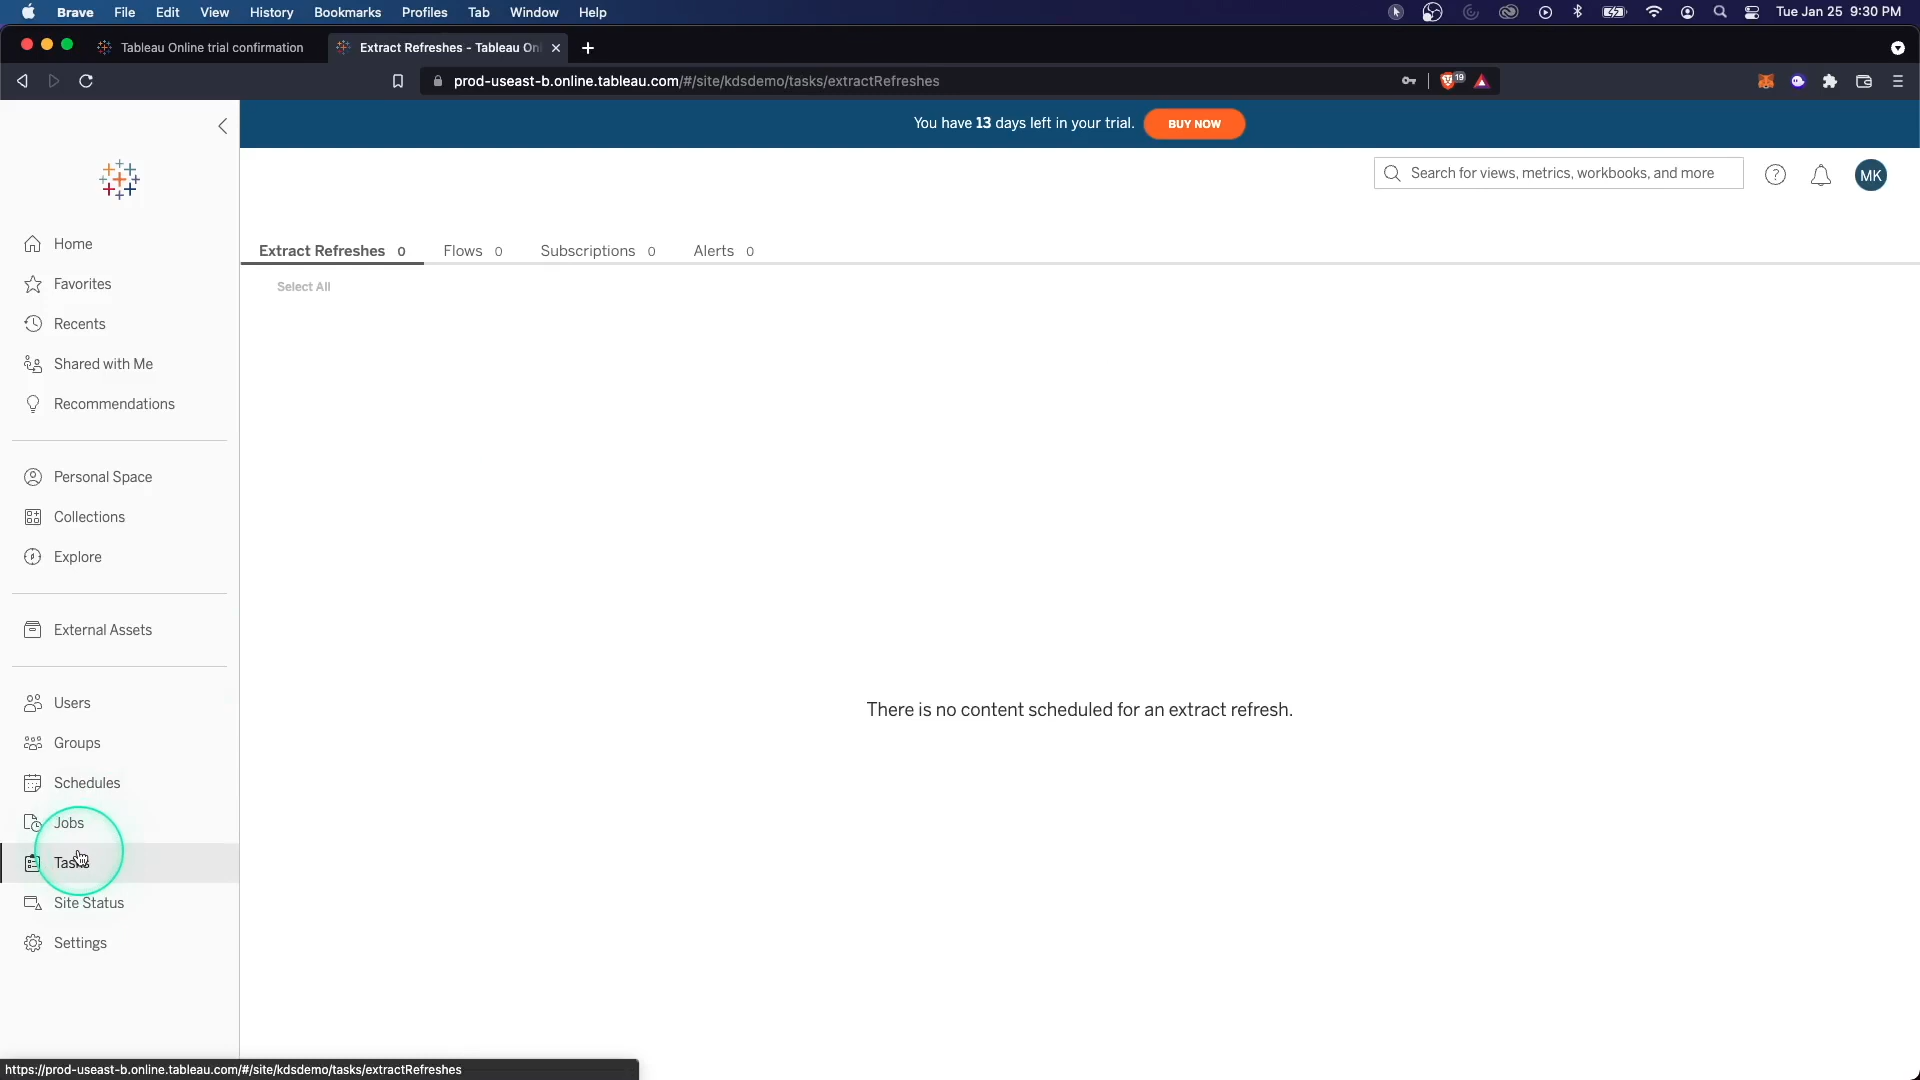 Brave File Edit View History Bookmarks Profiles Tab Window Help Tue Jan 25 9:30 PM
Tableau Online trial confirmation Extract Refreshes - Tableau Onl
prod-useast-b.online.tableau.com/#/site/kdsdemo/tasks/extractRefreshes 19
You have 13 days left in your trial. BUY NOW
Search for views, metrics, workbooks, and more ? MK
Home
Favorites
Recents
Shared with Me
Recommendations
Personal Space
Collections
Explore
External Assets
Users
Groups
Schedules
Jobs
Tasks
Site Status
Settings
Extract Refreshes 0 Flows 0 Subscriptions 0 Alerts 0
Select All
There is no content scheduled for an extract refresh.
https://prod-useast-b.online.tableau.com/#/site/kdsdemo/tasks/extractRefreshes